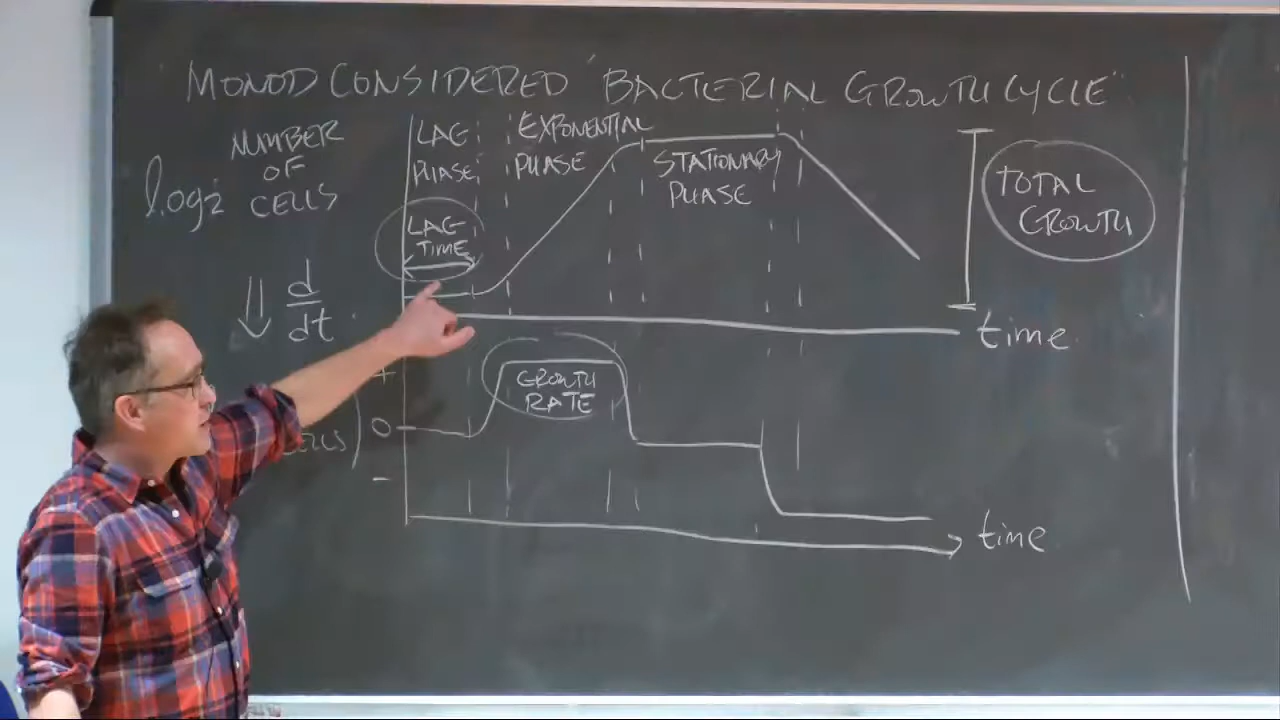 MONOD CONSIDERED "BACTERIAL GROWTH CYCLE"
log2 NUMBER
OF
CELLS
LAG
PHASE
EXPONENTIAL
PHASE
STATIONARY
PHASE
LAG
TIME
TOTAL
GROWTH
d
dt
time
+
0
-
GROWTH
RATE
time